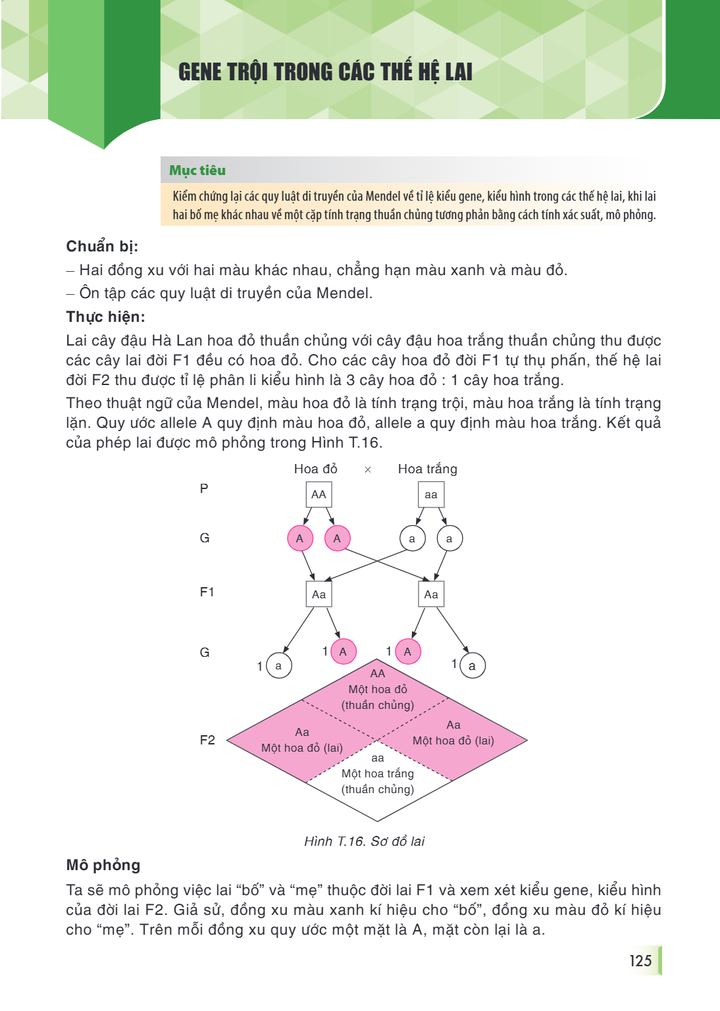 GENE TRỘI TRONG CÁC THẾ HỆ LAI
Mục tiêu
Kiểm chứng lại các quy luật di truyền của Mendel về tỉ lệ kiểu gene, kiểu hình trong các thế hệ lai, khi lai
hai bố mẹ khác nhau về một cặp tính trạng thuần chủng tương phản bằng cách tính xác suất, mô phỏng.
Chuẩn bị:
– Hai đồng xu với hai màu khác nhau, chẳng hạn màu xanh và màu đỏ.
– Ôn tập các quy luật di truyền của Mendel.
Thực hiện:
Lai cây đậu Hà Lan hoa đỏ thuần chủng với cây đậu hoa trắng thuần chủng thu được
các cây lai đời F1 đều có hoa đỏ. Cho các cây hoa đỏ đời F1 tự thụ phấn, thế hệ lai
đời F2 thu được tỉ lệ phân li kiểu hình là 3 cây hoa đỏ : 1 cây hoa trắng.
Theo thuật ngữ của Mendel, màu hoa đỏ là tính trạng trội, màu hoa trắng là tính trạng
lặn. Quy ước allele A quy định màu hoa đỏ, allele a quy định màu hoa trắng. Kết quả
của phép lai được mô phỏng trong Hình T.16.
Hoa đỏ × Hoa trắng
P AA aa
G A A a a
F1 Aa Aa
G 1 a 1 A 1 A 1 a
AA
Một hoa đỏ
(thuần chủng)
Aa
Một hoa đỏ (lai)
Aa
Một hoa đỏ (lai)
F2
aa
Một hoa trắng
(thuần chủng)
Hình T.16. Sơ đồ lai
Mô phỏng
Ta sẽ mô phỏng việc lai “bố” và “mẹ” thuộc đời lai F1 và xem xét kiểu gene, kiểu hình
của đời lai F2. Giả sử, đồng xu màu xanh kí hiệu cho “bố”, đồng xu màu đỏ kí hiệu
cho “mẹ”. Trên mỗi đồng xu quy ước một mặt là A, mặt còn lại là a.
125